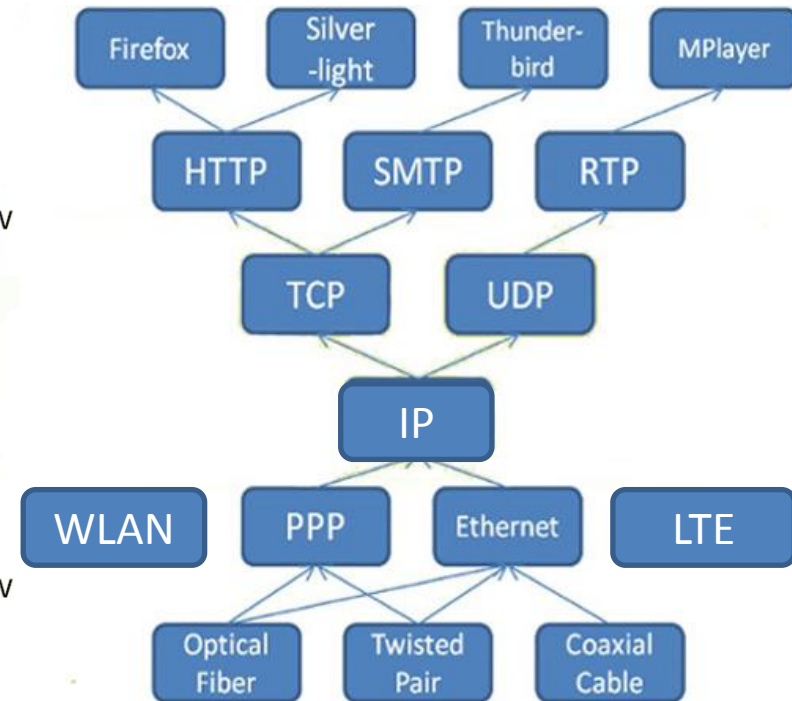 Firefox
Silver
-light
Thunder-
bird
MPlayer
HTTP
SMTP
RTP
TCP
UDP
IP
WLAN
PPP
Ethernet
LTE
Optical
Fiber
Twisted
Pair
Coaxial
Cable